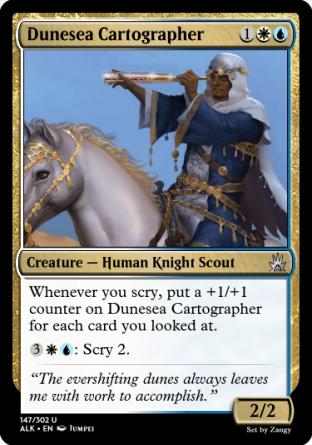 Dunesea Cartographer 1
Creature — Human Knight Scout
Whenever you scry, put a +1/+1
counter on Dunesea Cartographer
for each card you looked at.
3: Scry 2.
“The evershifting dunes always leaves
me with work to accomplish.”
2/2
147/302 U
ALK • EN Jumpei
Set by Zangy